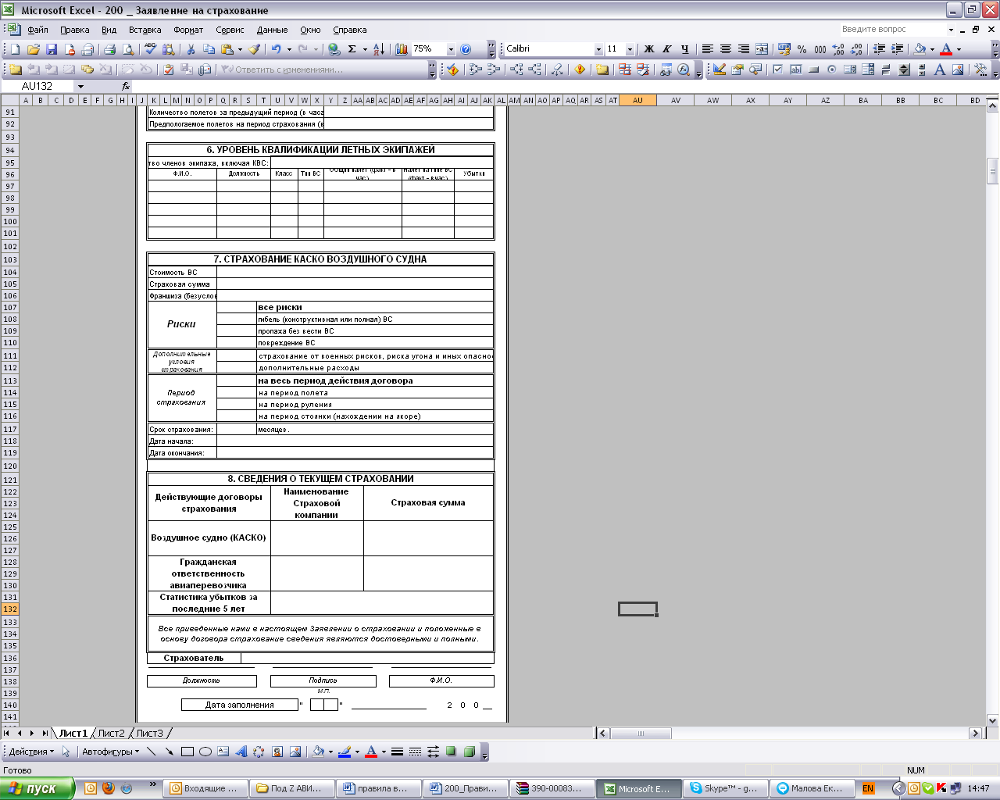 Microsoft Excel - 200 _ Заявление на страхование
Файл Правка Вид Вставка Формат Сервис Данные Окно Справка Введите вопрос
75% Calibri 11 Ж К Ч
Ответить с изменениями...
AU132 fx
A B C D E F G H I J K L M N O P Q R S T U V W X Y Z AA AB AC AD AE AF AG AH AI AJ AK AL AM AN AO AP AQ AR AS AT AU AV AW AX AY AZ BA BB BC BD
91 Количество полетов за предыдущий период (в часа
92 Предпологаемое полетов на период страхования (в
93
94 6. УРОВЕНЬ КВАЛИФИКАЦИИ ЛЕТНЫХ ЭКИПАЖЕЙ
95 тво членов экипажа, включая КВС:
96 Ф.И.О. Должность Класс Тип ВС Общий налет (факт - в час) Налет на типе ВС (факт - в час) Убытки
97
98
99
100
101
102
103 7. СТРАХОВАНИЕ КАСКО ВОЗДУШНОГО СУДНА
104 Стоимость ВС
105 Страховая сумма
106 Франшиза (безуслов
107 все риски
108 Риски гибель (конструктивная или полная) ВС
109 пропажа без вести ВС
110 повреждение ВС
111 Дополнительные условия страхования страхование от военных рисков, риска угона и иных опасно
112 дополнительные расходы
113 на весь период действия договора
114 Период страхования на период полета
115 на период руления
116 на период стоянки (нахождении на якоре)
117 Срок страхования: месяцев.
118 Дата начала:
119 Дата окончания:
120
121 8. СВЕДЕНИЯ О ТЕКУЩЕМ СТРАХОВАНИИ
122 Действующие договоры страхования Наименование Страховой компании Страховая сумма
123
124
125
126 Воздушное судно (КАСКО)
127
128 Гражданская
129 ответственность
130 авиаперевозчика
131 Статистика убытков за
132 последние 5 лет
133
134 Все приведенные нами в настоящем Заявлении о страховании и положенные в
135 основу договора страхование сведения являются достоверными и полными.
136 Страхователь
137
138 Должность Подпись Ф.И.О.
139 М.П.
140 Дата заполнения " " 2 0 0 __
141
Лист1 Лист2 Лист3
Действия Автофигуры
Готово NUM
пуск Входящие ... Под Z АВИ... правила в... 200_Прави... 390-00083... Microsoft E... Skype™ - g... Малова Ек... EN 14:47